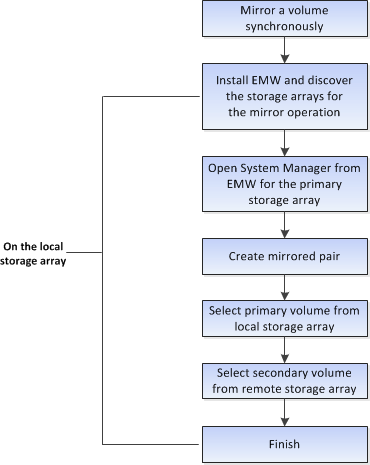 Mirror a volume
synchronously
Install EMW and discover
the storage arrays for
the mirror operation
Open System Manager from
EMW for the primary
storage array
On the local
storage array
Create mirrored pair
Select primary volume from
local storage array
Select secondary volume
from remote storage array
Finish